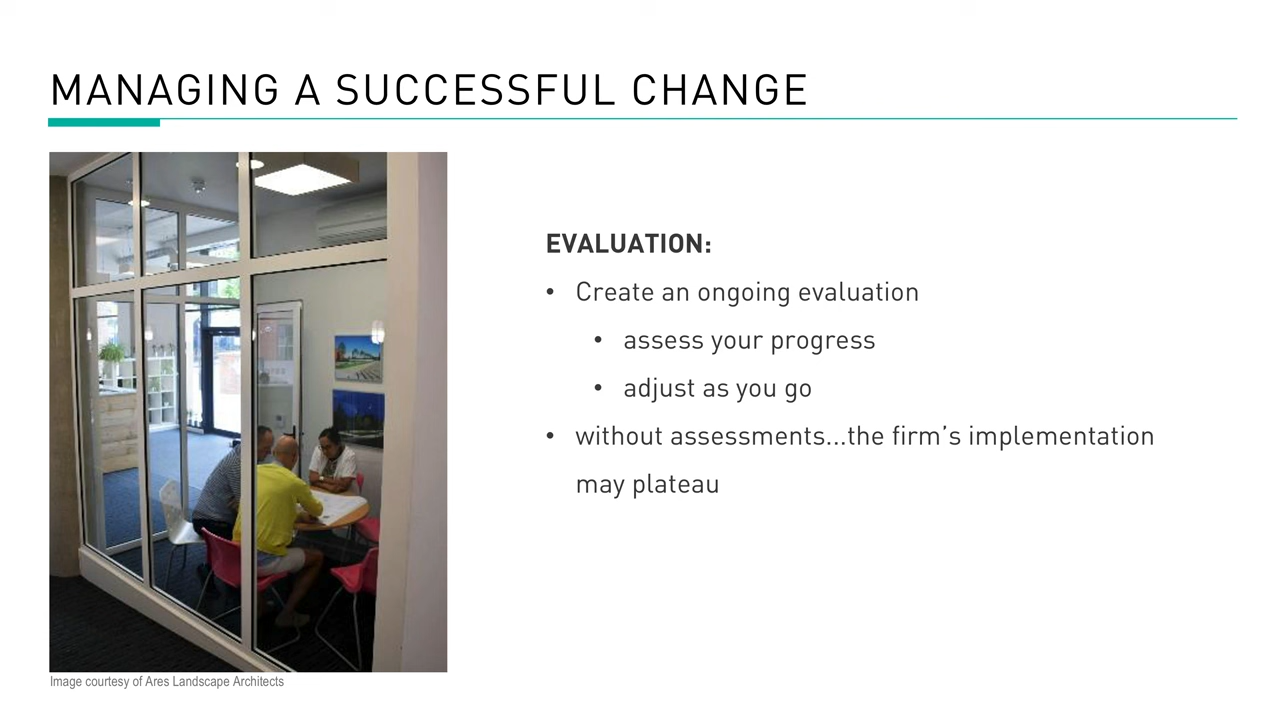 MANAGING A SUCCESSFUL CHANGE
EVALUATION:
• Create an ongoing evaluation
• assess your progress
• adjust as you go
• without assessments...the firm's implementation
may plateau
Image courtesy of Ares Landscape Architects